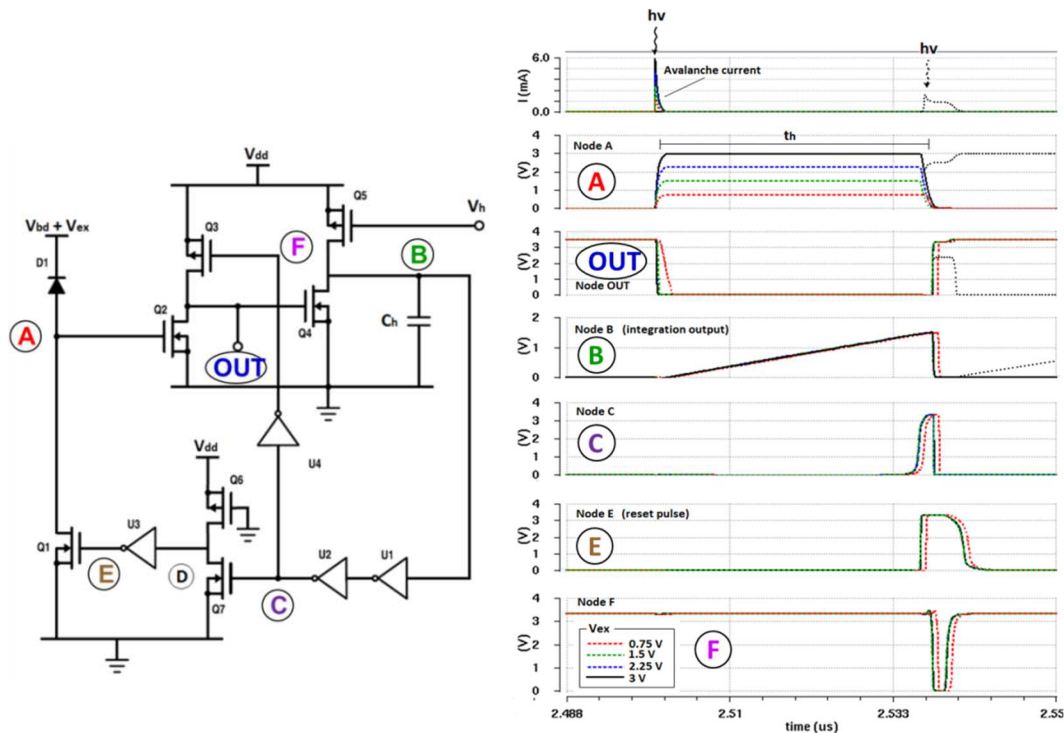 Vdd
Q5
Vh
Vbd + Vex
Q3
F
B
D1
A
Q2
Q4
Ch
OUT
Vdd
U4
Q6
Q1
U3
E
D
Q7
C
U2
U1
hv
hv
I (mA)
6.0
0.0
Avalanche current
Node A
A
th
(V)
4
3
2
1
0
OUT
Node OUT
4
3
2
1
0
Node B (integration output)
B
(V)
2
1
0
Node C
C
(V)
4
3
2
1
0
Node E (reset pulse)
E
(V)
4
3
2
1
0
Node F
F
(V)
4
3
2
1
0
Vex
0.75 V
1.5 V
2.25 V
3 V
2.488
2.51
2.533
2.55
time (us)